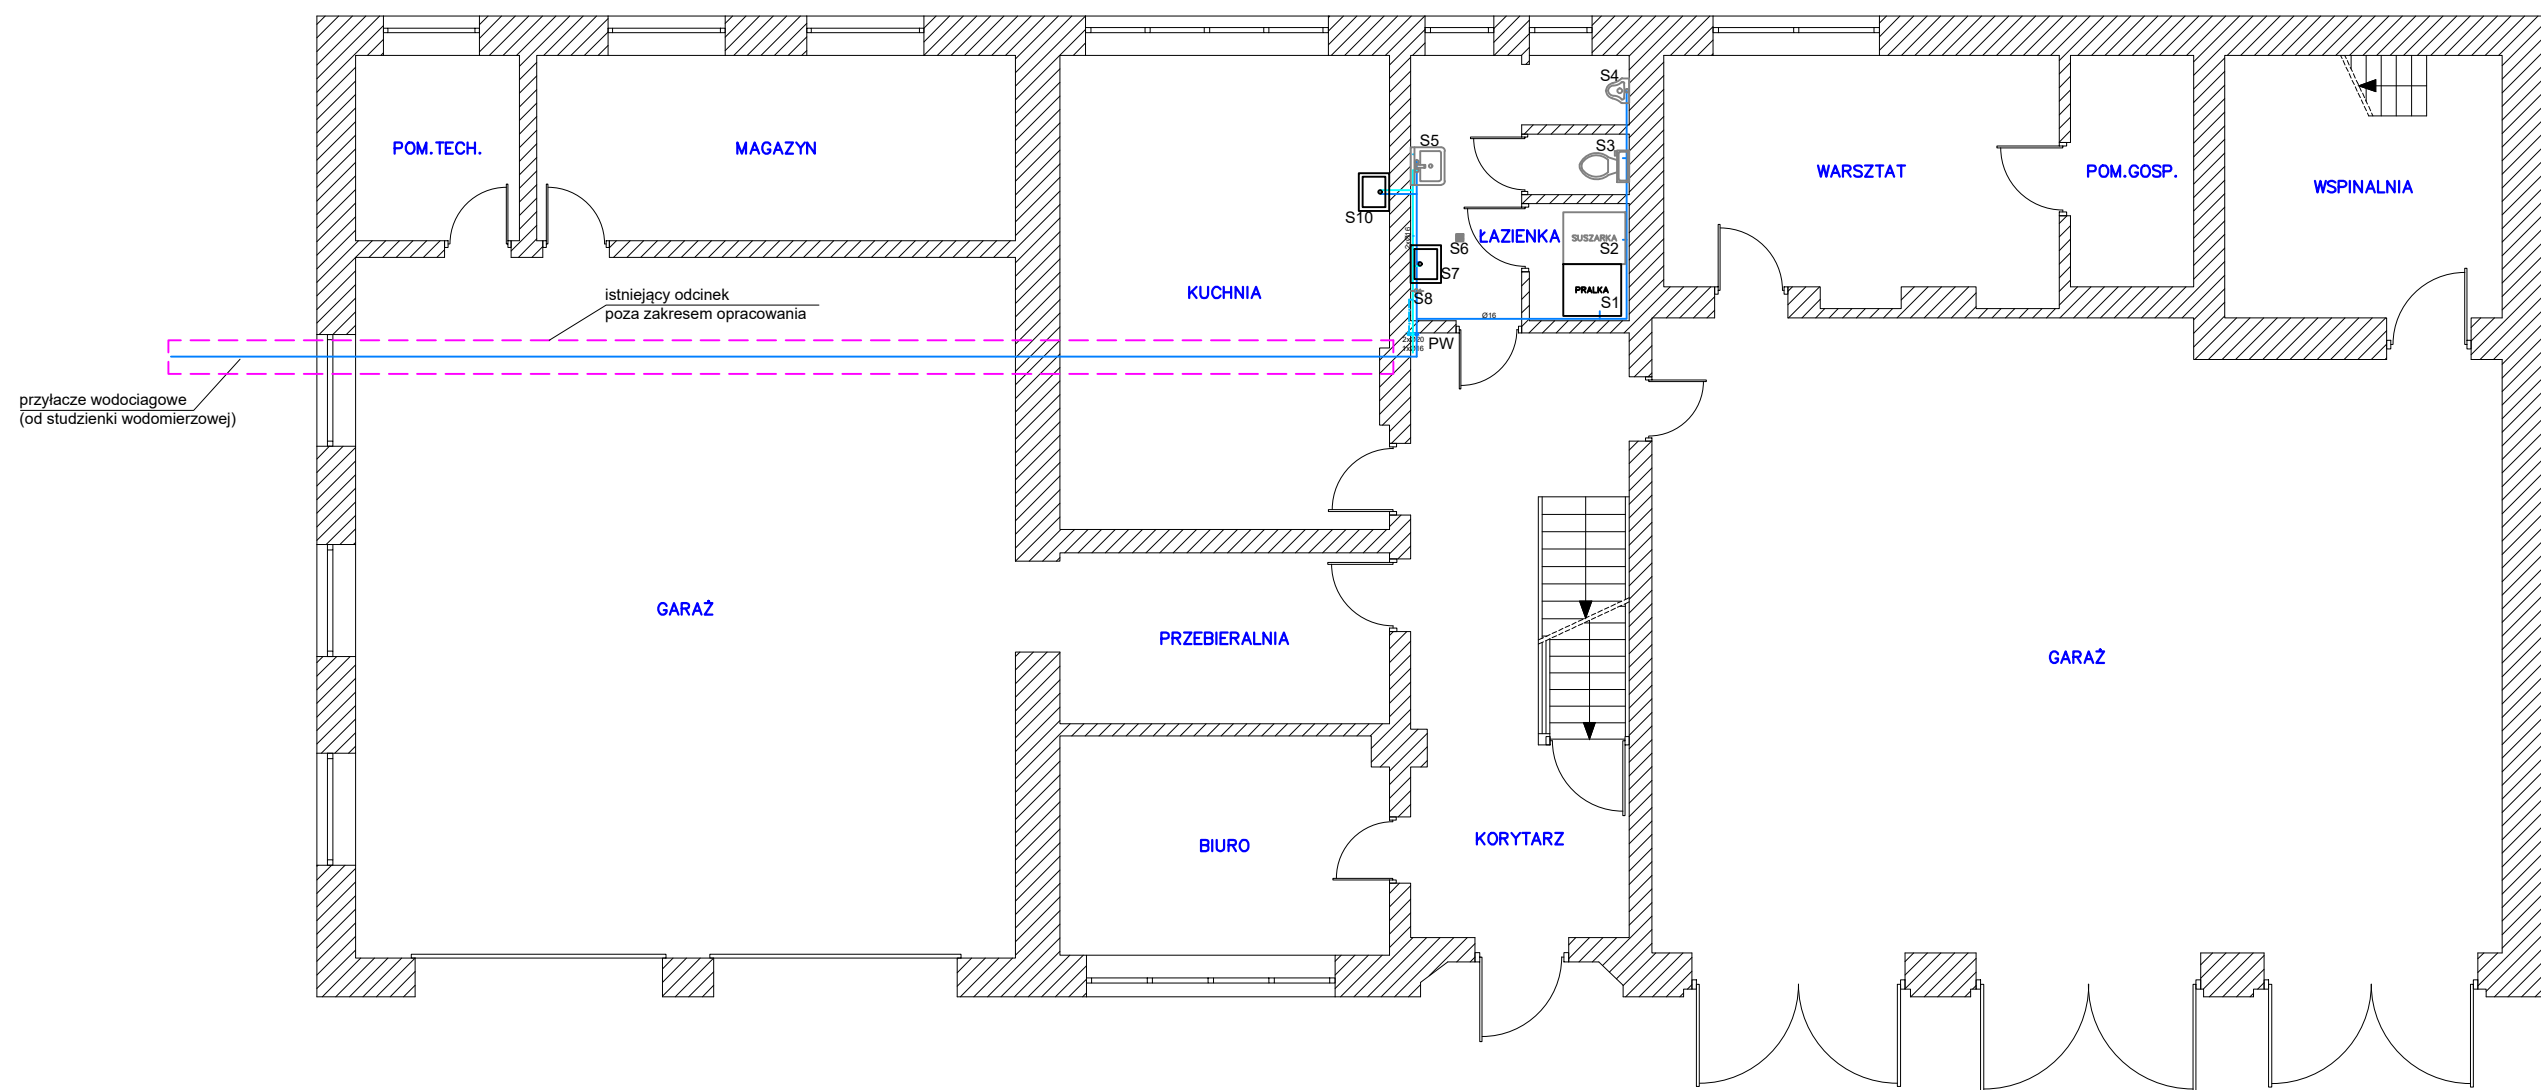 S4
S5
S3
POM.TECH.
MAGAZYN
WARSZTAT
POM.GOSP.
WSPINALNIA
S10
ŁAZIENKA
SUSZARKA
S6
S2
S7
KUCHNIA
PRALKA
S8
S1
istniejący odcinek
poza zakresem opracowania
Ø16
PW
przyłacze wodociagowe
(od studzienki wodomierzowej)
GARAŻ
PRZEBIERALNIA
GARAŻ
BIURO
KORYTARZ